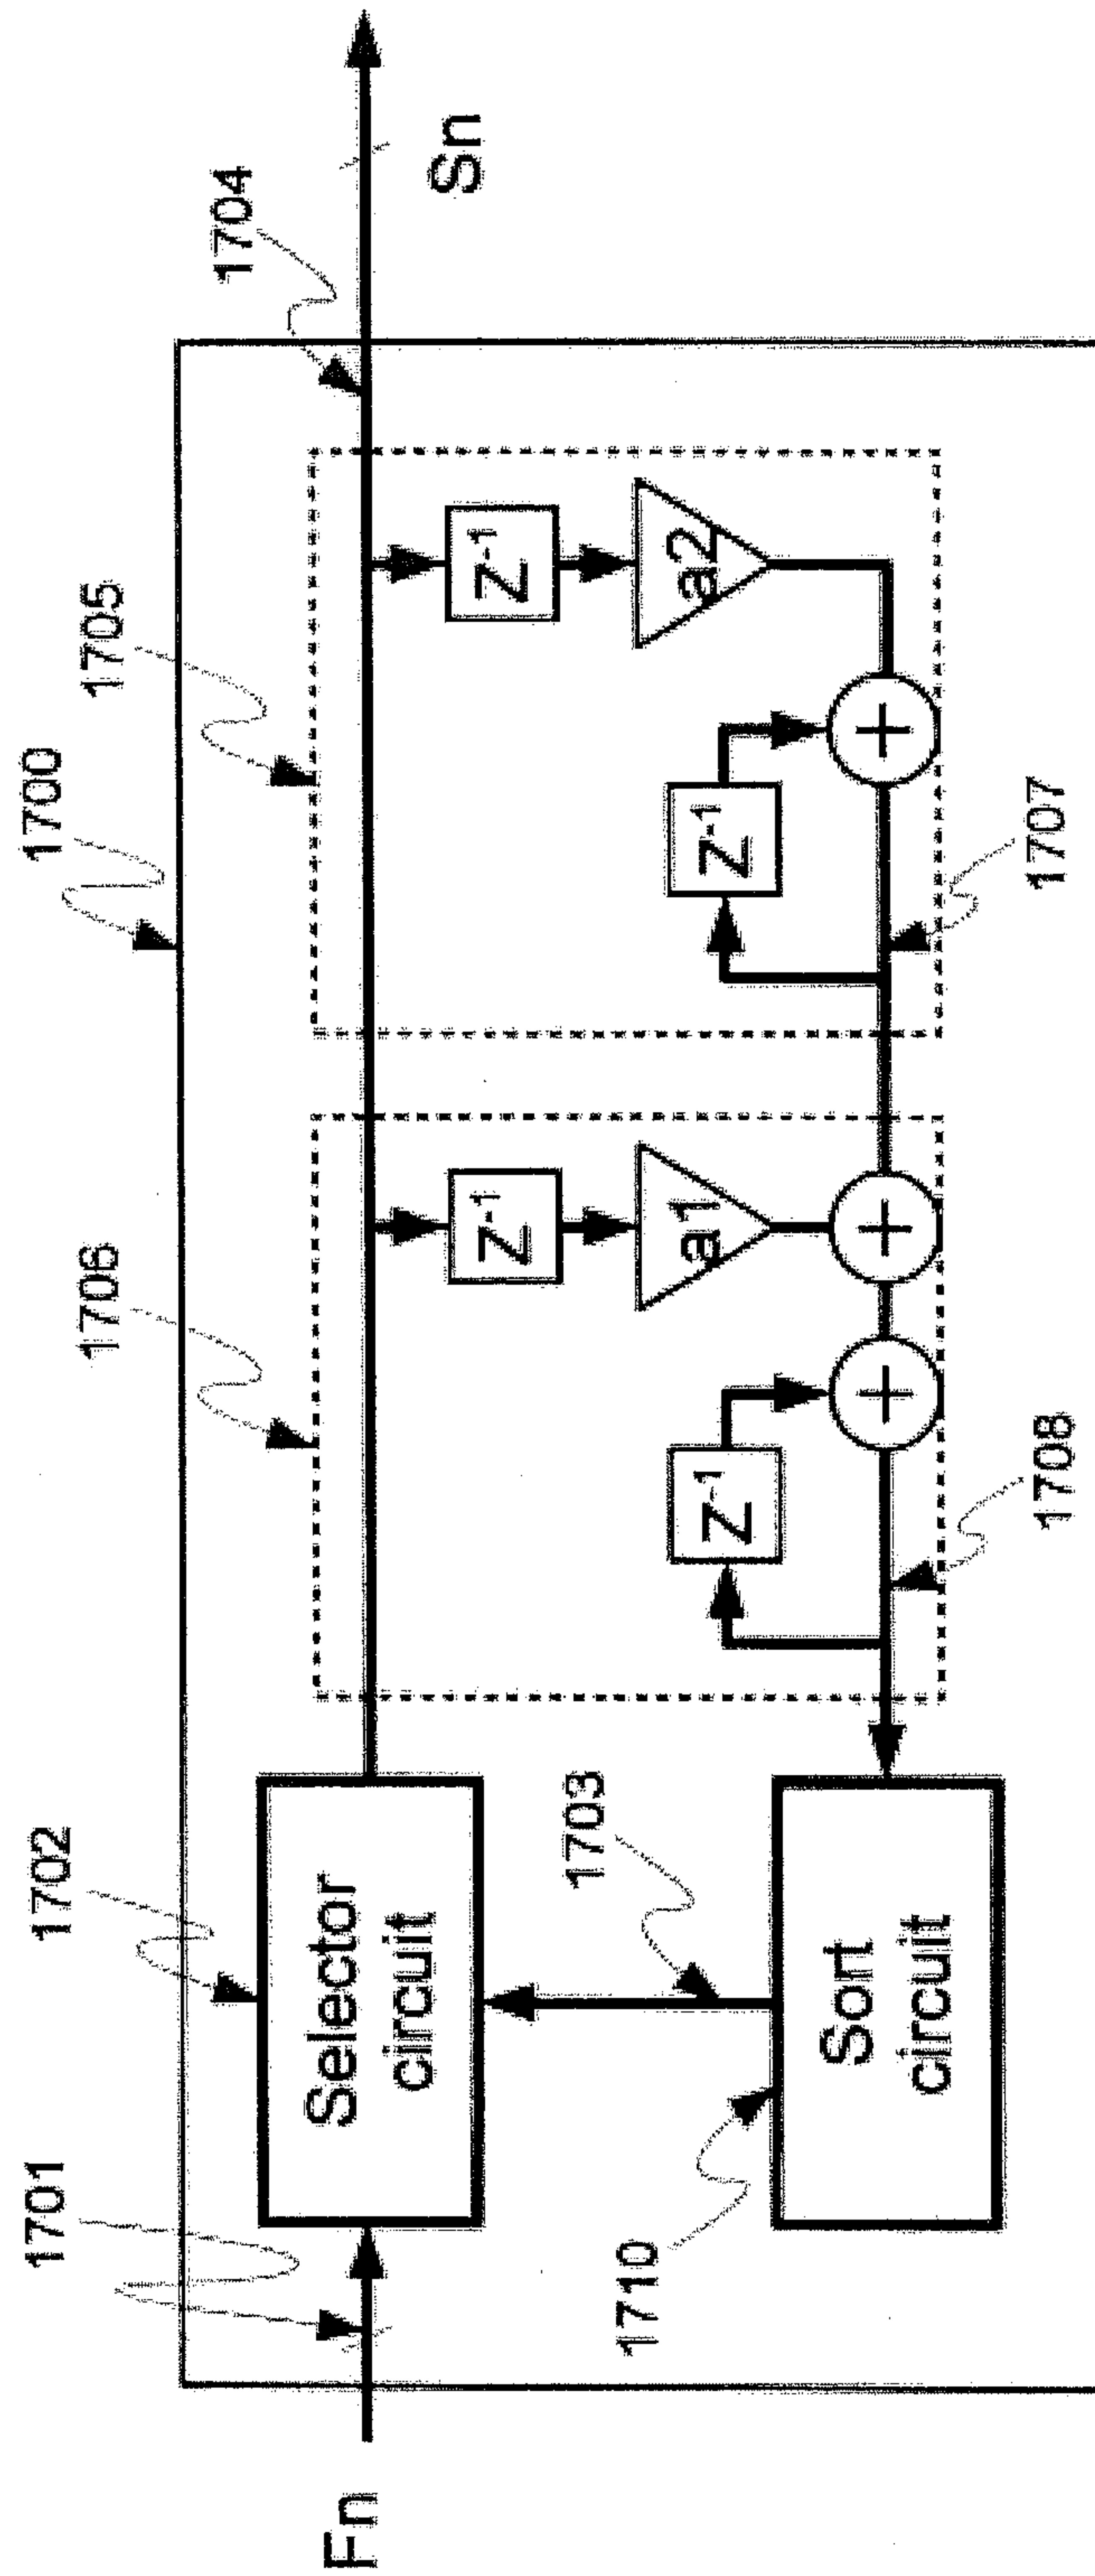 1700
1701
1702
1706
1705
1704
Fn
Selector
circuit
Sn
Z-1
Z-1
1703
a1
a2
1710
Z-1
Z-1
Sort
circuit
1708
1707